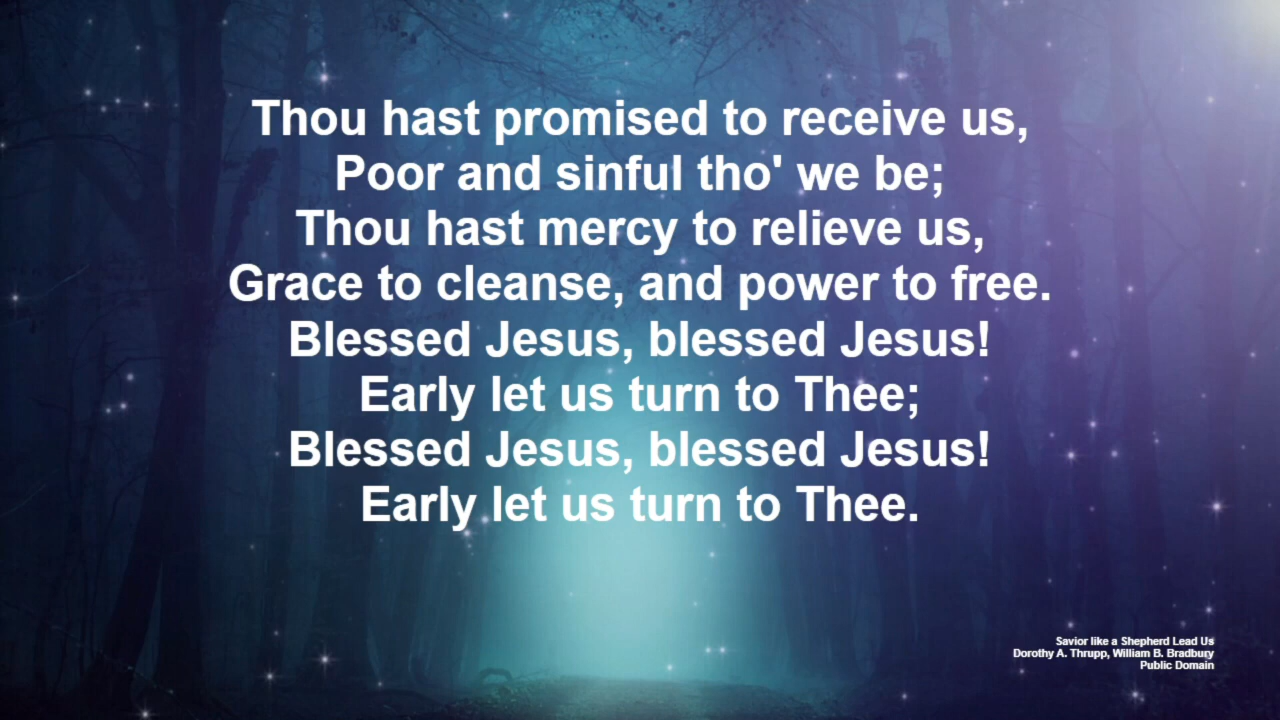 Thou hast promised to receive us,
Poor and sinful tho' we be;
Thou hast mercy to relieve us,
Grace to cleanse, and power to free.
Blessed Jesus, blessed Jesus!
Early let us turn to Thee;
Blessed Jesus, blessed Jesus!
Early let us turn to Thee.
Savior like a Shepherd Lead Us
Dorothy A. Thrupp, William B. Bradbury
Public Domain